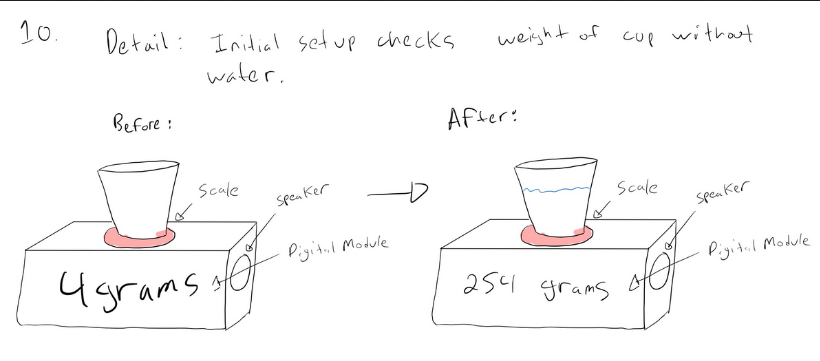 10. Detail: Initial setup checks weight of cup without
water.
Before:
After:
Scale
speaker
Digital Module
4 grams
Scale
speaker
Digital Module
254 grams